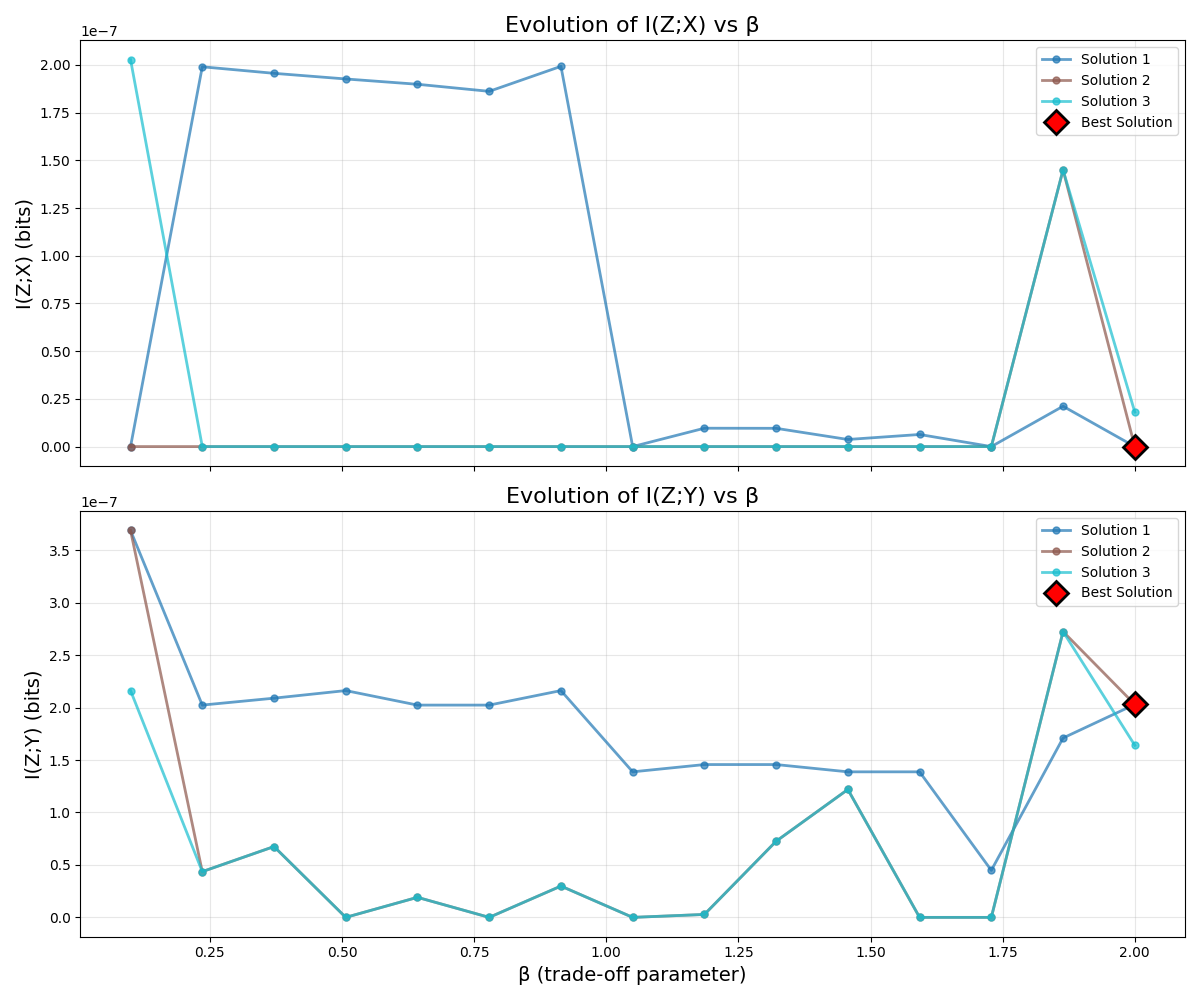 Evolution of I(Z;X) vs β
1e−7
2.00
1.75
1.50
1.25
1.00
0.75
0.50
0.25
0.00
I(Z;X) (bits)
Solution 1
Solution 2
Solution 3
Best Solution
Evolution of I(Z;Y) vs β
1e−7
3.5
3.0
2.5
2.0
1.5
1.0
0.5
0.0
I(Z;Y) (bits)
Solution 1
Solution 2
Solution 3
Best Solution
0.25 0.50 0.75 1.00 1.25 1.50 1.75 2.00
β (trade-off parameter)